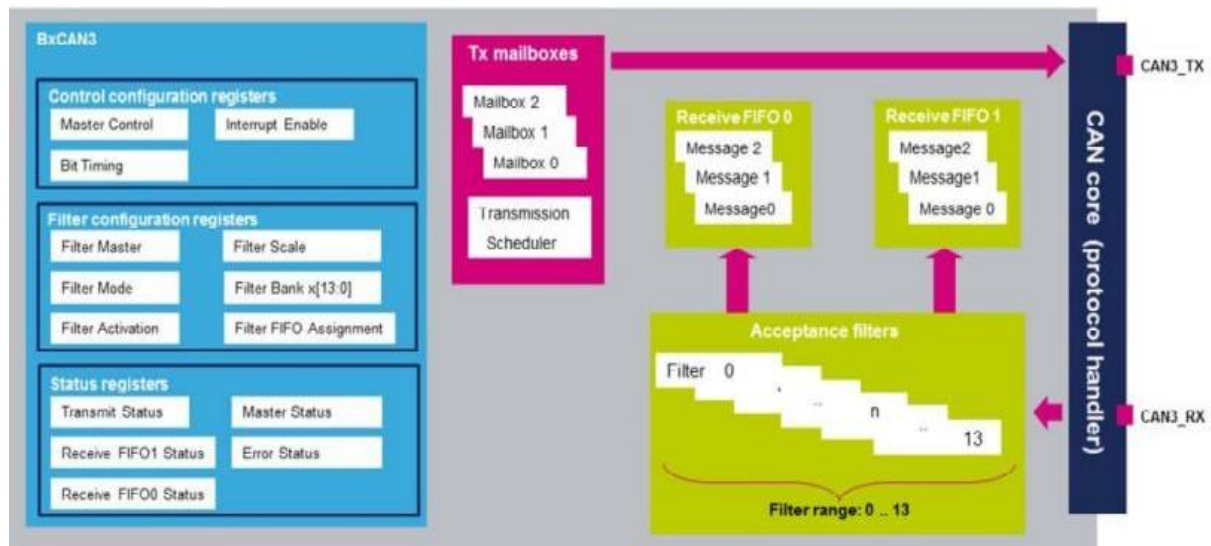 BxCAN3
Control configuration registers
Master Control
Interrupt Enable
Bit Timing
Filter configuration registers
Filter Master
Filter Scale
Filter Mode
Filter Bank x[13:0]
Filter Activation
Filter FIFO Assignment
Status registers
Transmit Status
Master Status
Receive FIFO1 Status
Error Status
Receive FIFO0 Status
Tx mailboxes
Mailbox 2
Mailbox 1
Mailbox 0
Transmission
Scheduler
Receive FIFO 0
Message 2
Message 1
Message0
Receive FIFO 1
Message2
Message1
Message 0
Acceptance filters
Filter 0
..
n
..
13
Filter range: 0 .. 13
CAN core (protocol handler)
CAN3_TX
CAN3_RX